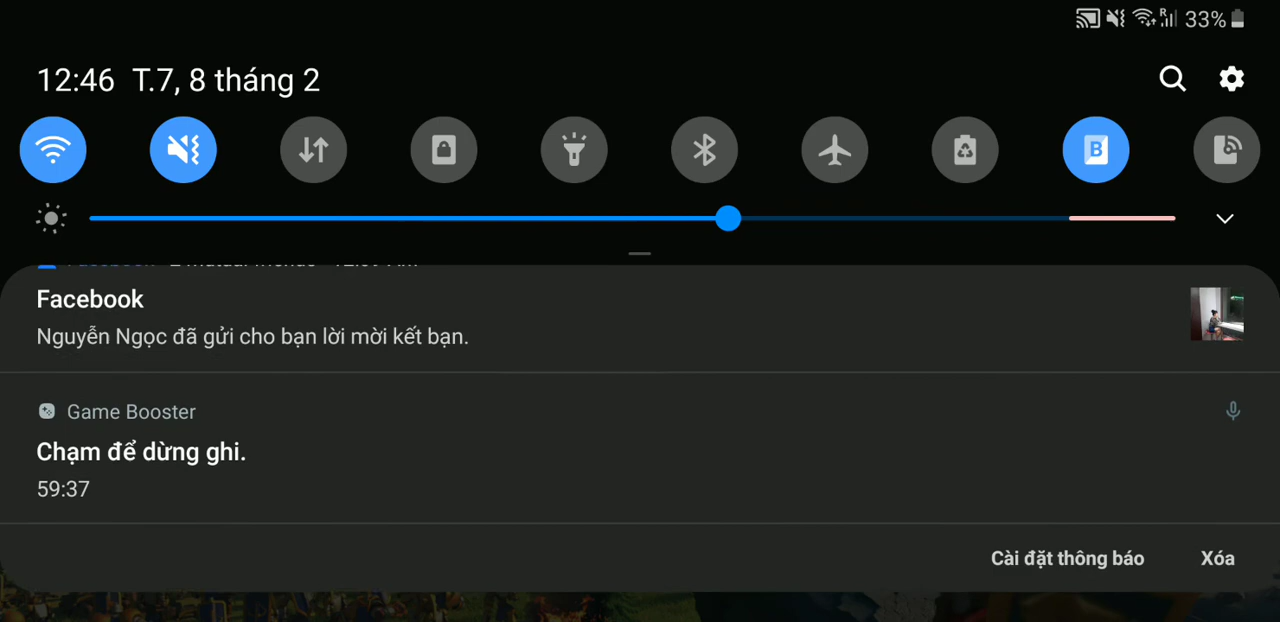 33%
12:46 T.7, 8 tháng 2
Facebook
Nguyễn Ngọc đã gửi cho bạn lời mời kết bạn.
Game Booster
Chạm để dừng ghi.
59:37
Cài đặt thông báo Xóa